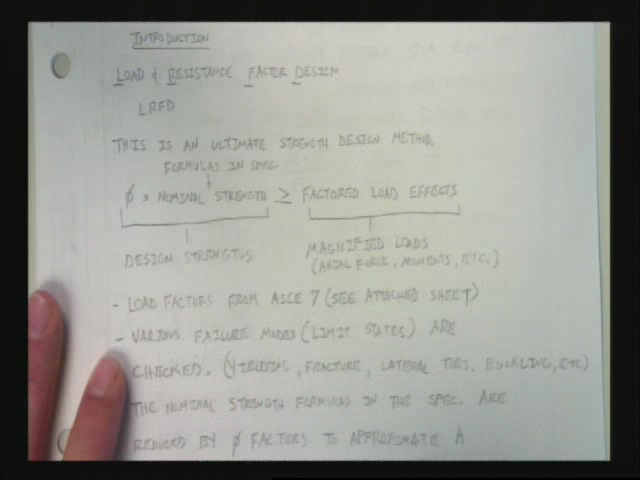 INTRODUCTION
LOAD & RESISTANCE FACTOR DESIGN
LRFD
THIS IS AN ULTIMATE STRENGTH DESIGN METHOD.
FORMULAS IN SPEC.
φ x NOMINAL STRENGTH ≥ FACTORED LOAD EFFECTS
DESIGN STRENGTHS
MAGNIFIED LOADS
(AXIAL FORCE, MOMENTS, ETC.)
- LOAD FACTORS FROM ASCE 7 (SEE ATTACHED SHEET)
- VARIOUS FAILURE MODES (LIMIT STATES) ARE
CHECKED. (YIELDING, FRACTURE, LATERAL TORS. BUCKLING, ETC)
THE NOMINAL STRENGTH FORMULAS IN THE SPEC. ARE
REDUCED BY φ FACTORS TO APPROXIMATE A